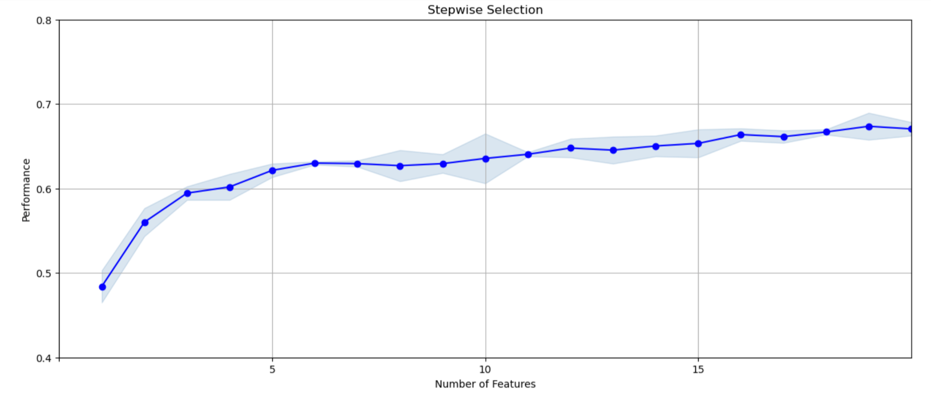 Stepwise Selection
0.8
0.7
0.6
0.5
0.4
Performance
5 10 15
Number of Features